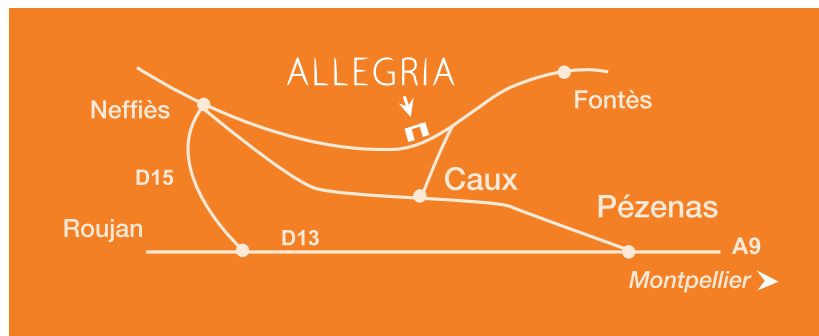 ALLEGRIA
Neffiès
Fontès
D15
Caux
Pézenas
Roujan
D13
A9
Montpellier